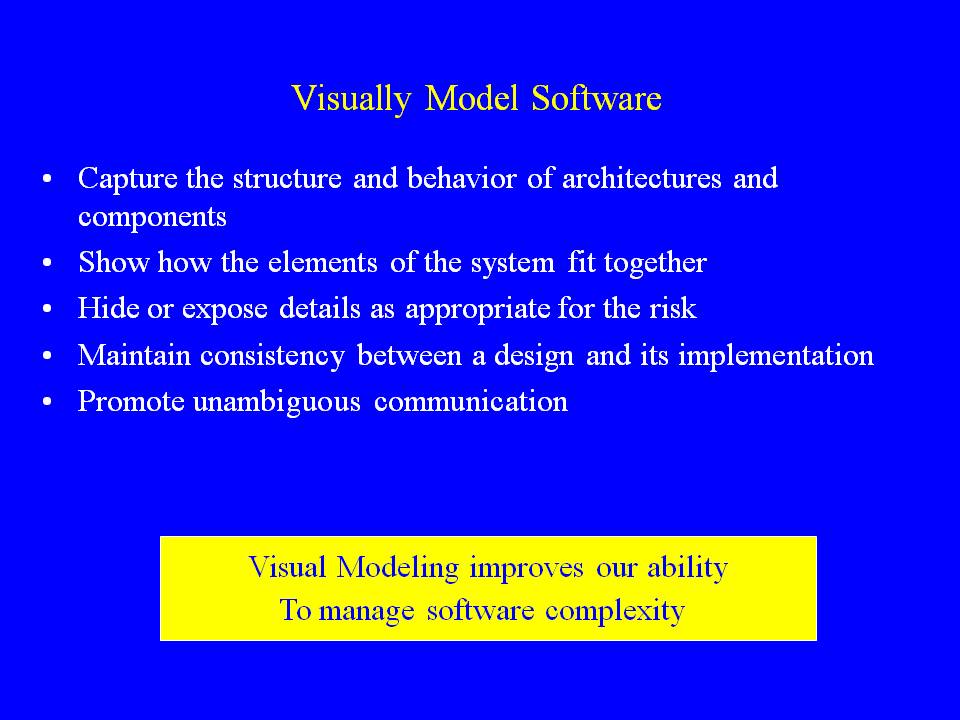 Visually Model Software
• Capture the structure and behavior of architectures and
components
• Show how the elements of the system fit together
• Hide or expose details as appropriate for the risk
• Maintain consistency between a design and its implementation
• Promote unambiguous communication
Visual Modeling improves our ability
To manage software complexity